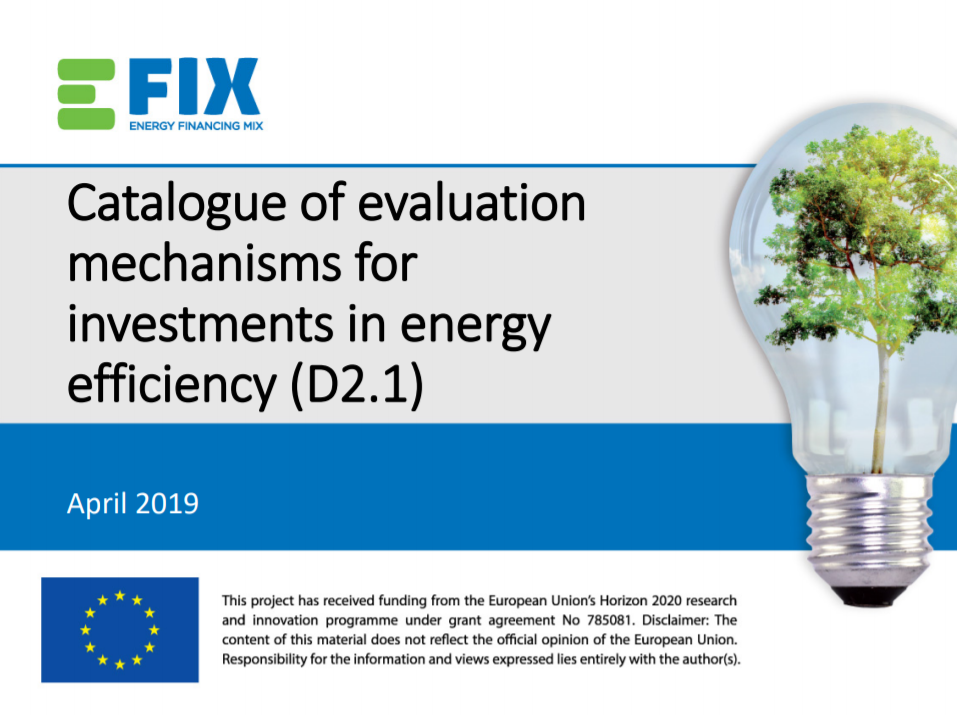 EFIX
ENERGY FINANCING MIX
Catalogue of evaluation
mechanisms for
investments in energy
efficiency (D2.1)
April 2019
This project has received funding from the European Union's Horizon 2020 research
and innovation programme under grant agreement No 785081. Disclaimer: The
content of this material does not reflect the official opinion of the European Union.
Responsibility for the information and views expressed lies entirely with the author(s).